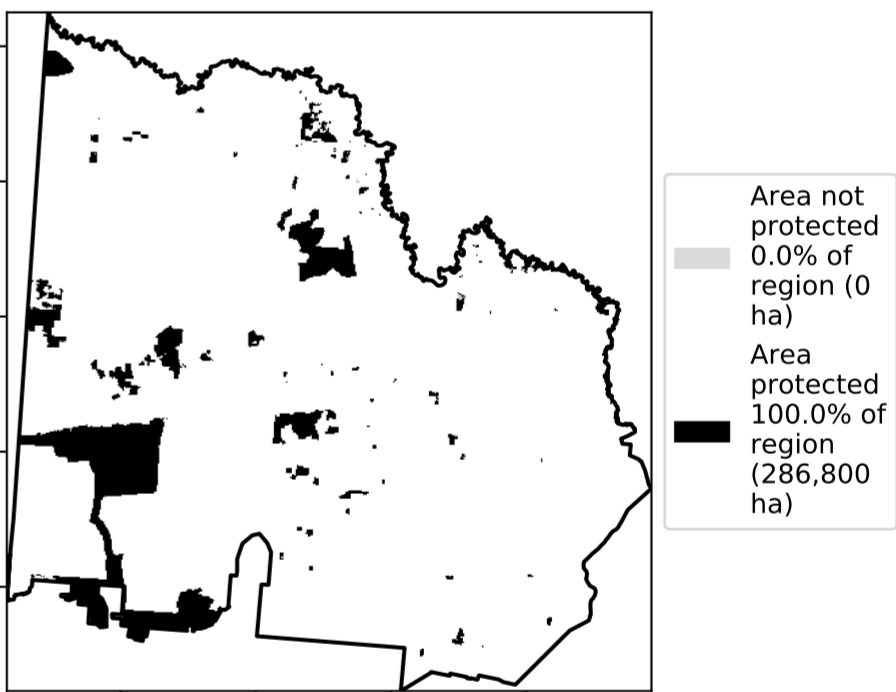 Area not
protected
0.0% of
region (0
ha)
Area
protected
100.0% of
region
(286,800
ha)